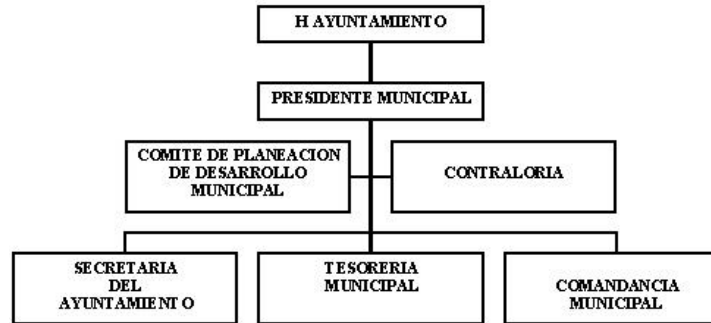 H AYUNTAMIENTO
PRESIDENTE MUNICIPAL
COMITE DE PLANEACION
DE DESARROLLO
MUNICIPAL
CONTRALORIA
SECRETARIA
DEL
AYUNTAMIENTO
TESORERIA
MUNICIPAL
COMANDANCIA
MUNICIPAL